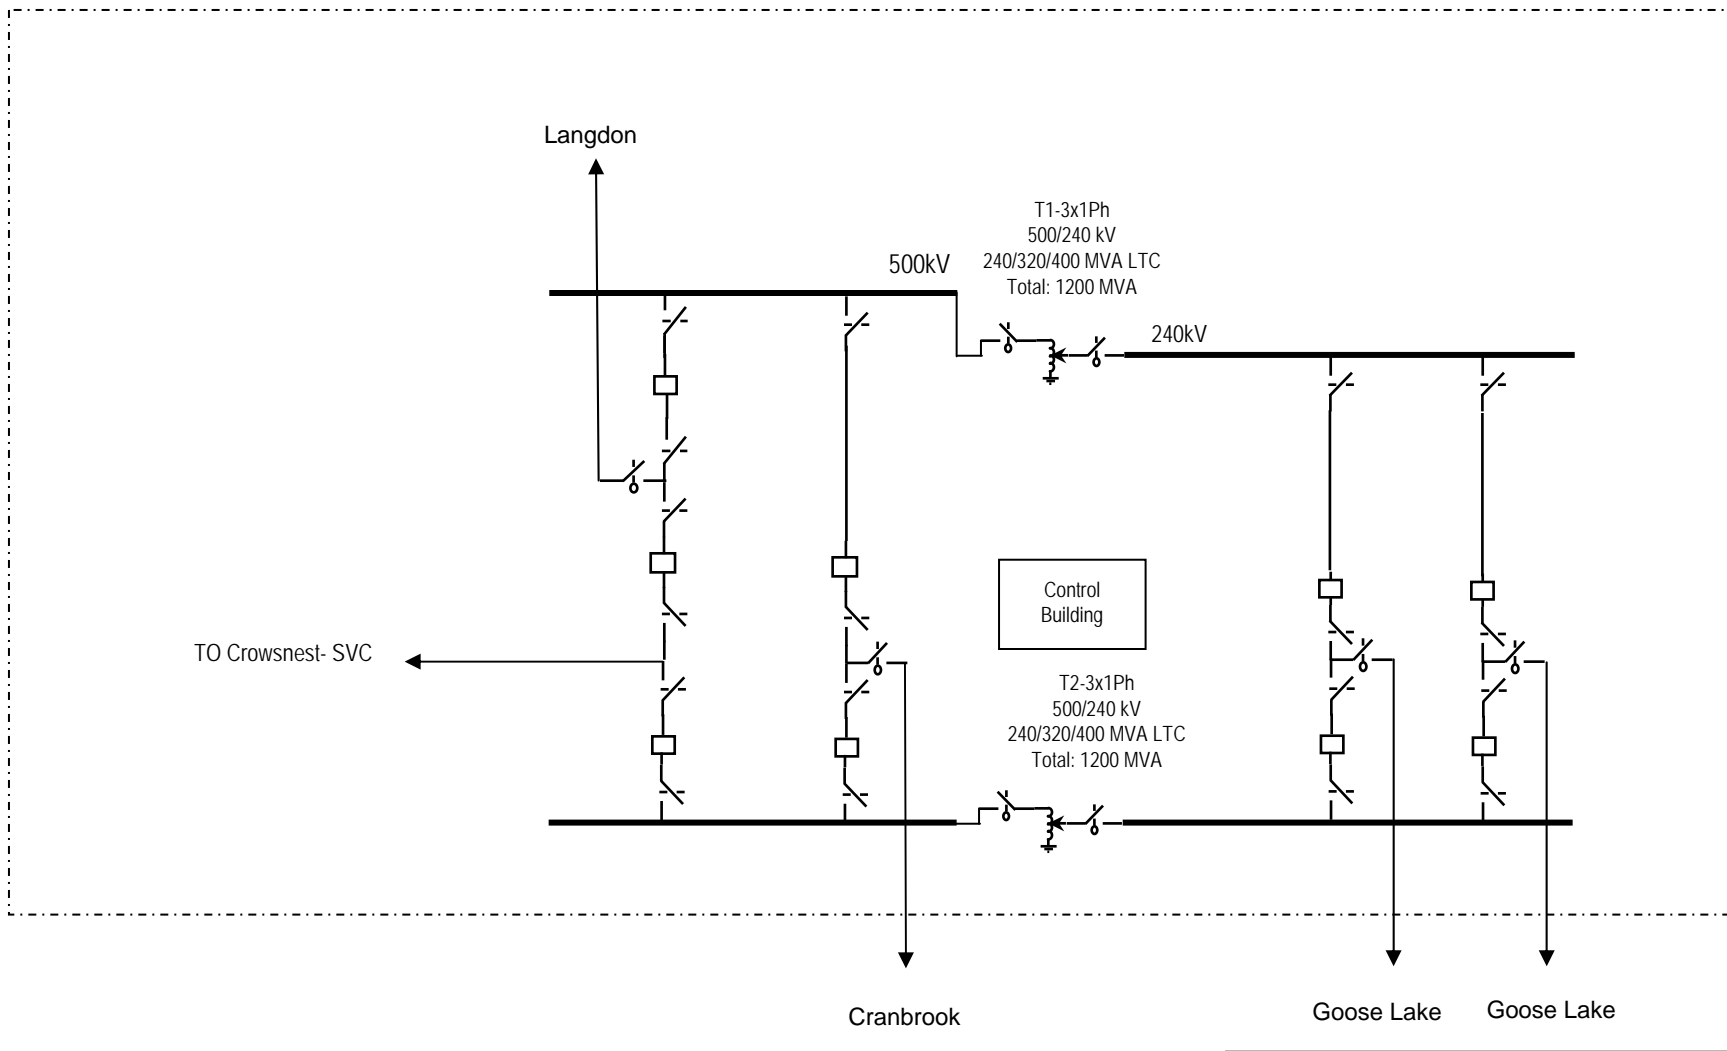 Langdon
T1-3x1Ph
500/240 kV
240/320/400 MVA LTC
Total: 1200 MVA
500kV
240kV
Control
Building
TO Crowsnest- SVC
T2-3x1Ph
500/240 kV
240/320/400 MVA LTC
Total: 1200 MVA
Cranbrook
Goose Lake
Goose Lake